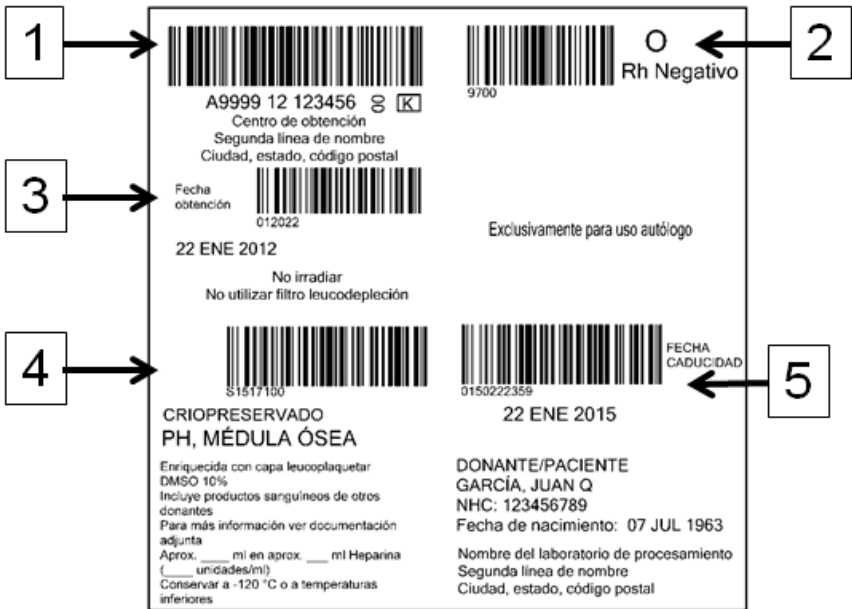 1
A9999 12 123456 00 K
Centro de obtención
Segunda línea de nombre
Ciudad, estado, código postal
2
O
Rh Negativo
9700
3
Fecha
obtención
012022
22 ENE 2012
No irradiar
No utilizar filtro leucodepleción
Exclusivamente para uso autólogo
4
S1517100
CRIOPRESERVADO
PH, MÉDULA ÓSEA
Enriquecida con capa leucoplaquetar
DMSO 10%
Incluye productos sanguíneos de otros
donantes
Para más información ver documentación
adjunta
Aprox. ____ ml en aprox. ___ ml Heparina
(____ unidades/ml)
Conservar a -120 °C o a temperaturas
inferiores
5
FECHA
CADUCIDAD
0150222359
22 ENE 2015
DONANTE/PACIENTE
GARCÍA, JUAN Q
NHC: 123456789
Fecha de nacimiento: 07 JUL 1963
Nombre del laboratorio de procesamiento
Segunda línea de nombre
Ciudad, estado, código postal